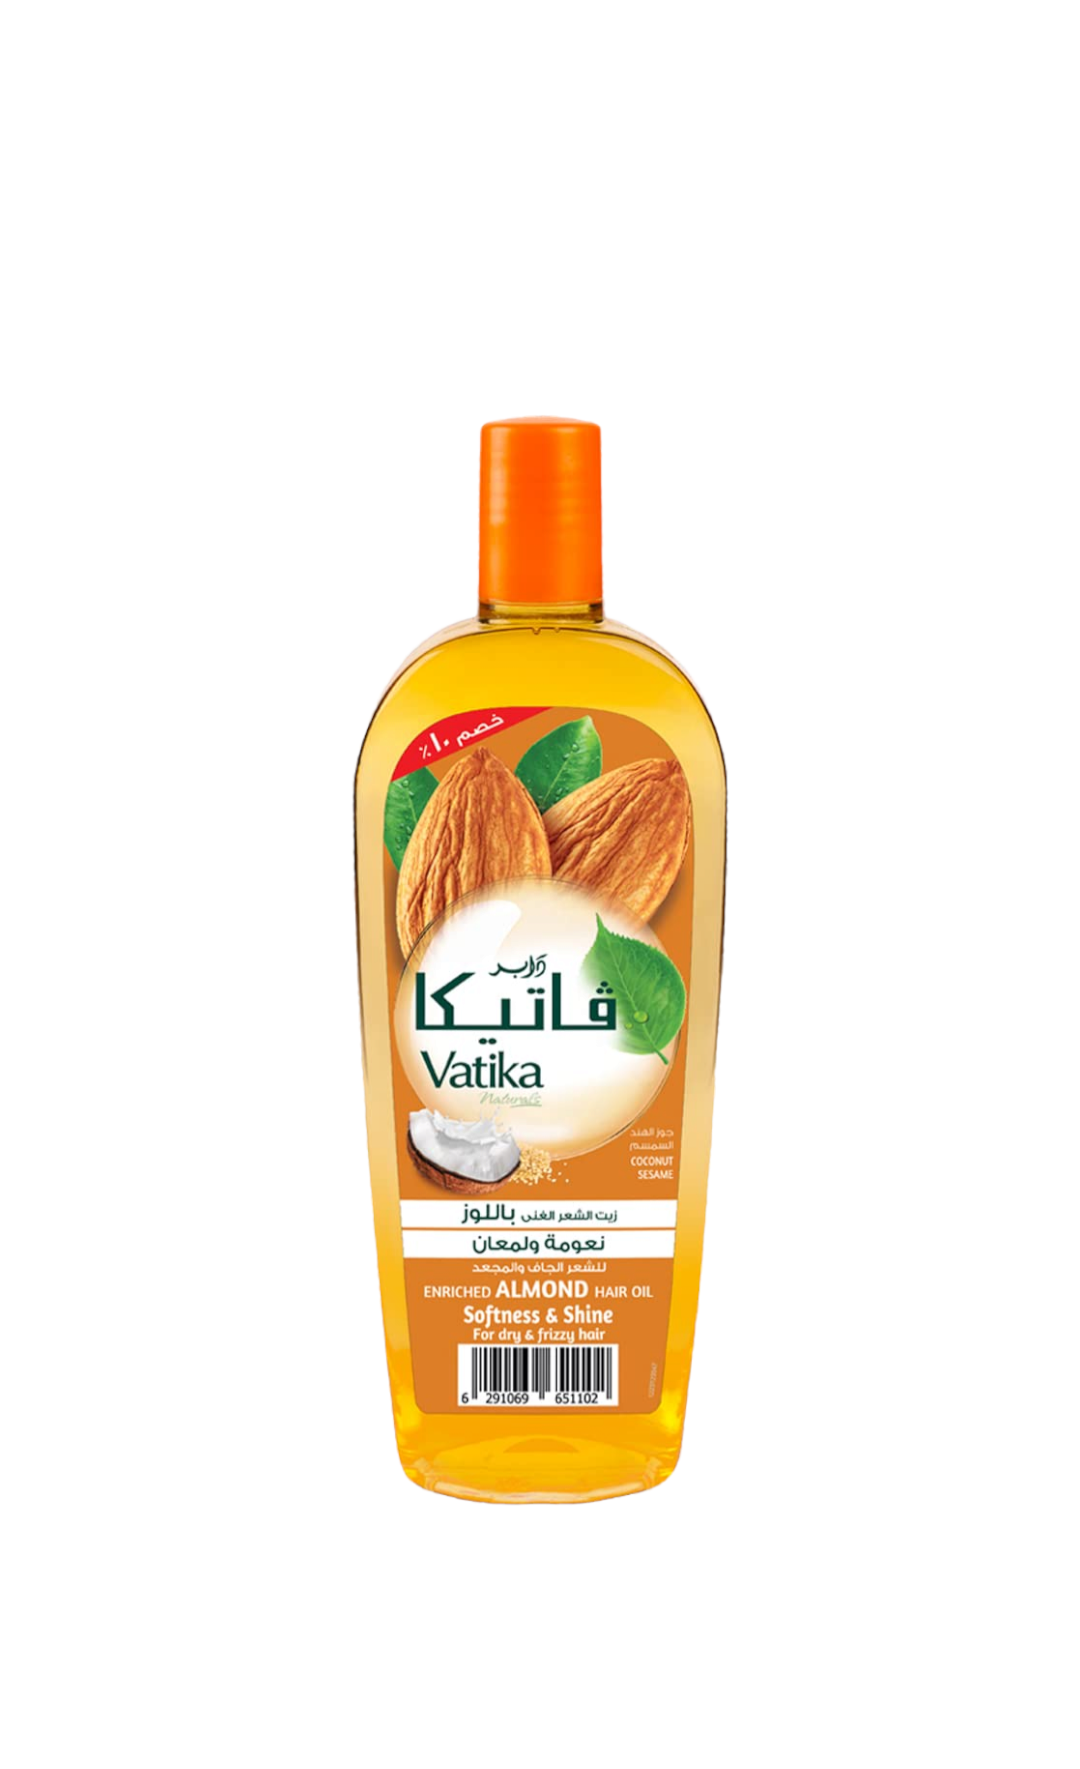 خصم ١٠٪
دابر
ڤاتيكا
Vatika
Naturals
جوز الهند
السمسم
COCONUT
SESAME
زيت الشعر الغنى باللوز
نعومة ولمعان
للشعر الجاف والمجعد
ENRICHED ALMOND HAIR OIL
Softness & Shine
For dry & frizzy hair
6 291069 651102